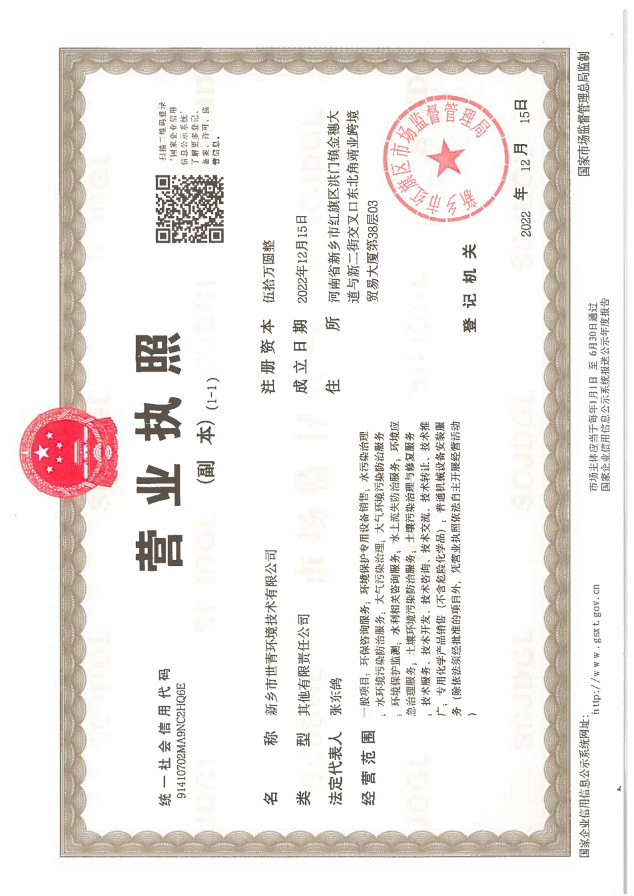 营业执照
(副 本) (1-1)
统一社会信用代码
91410702MA9NC2HQ6E
扫描二维码登录
'国家企业信用
信息公示系统'
了解更多登记、
备案、许可、监
管信息。
名 称 新乡市世青环境技术有限公司
类 型 其他有限责任公司
法定代表人 张东鸽
经营范围 一般项目:环保咨询服务;环境保护专用设备销售;水污染治理
;水环境污染防治服务;大气污染治理;大气环境污染防治服务
;环境保护监测;水利相关咨询服务;水土流失防治服务;环境应
急治理服务;土壤环境污染防治服务;土壤污染治理与修复服务
;技术服务、技术开发、技术咨询、技术交流、技术转让、技术推
广;专用化学产品销售(不含危险化学品);普通机械设备安装服
务(除依法须经批准的项目外,凭营业执照依法自主开展经营活动
)
注册资本 伍拾万圆整
成立日期 2022年12月15日
住 所 河南省新乡市红旗区洪门镇金穗大
道与新二街交叉口东北角靖业跨境
贸易大厦第38层03
登记机关
新乡市红旗区市场监督管理局
2022 年 12 月 15日
国家企业信用信息公示系统网址:http://www.gsxt.gov.cn
市场主体应当于每年1月1日 至 6月30日通过
国家企业信用信息公示系统报送公示年度报告
国家市场监督管理总局监制